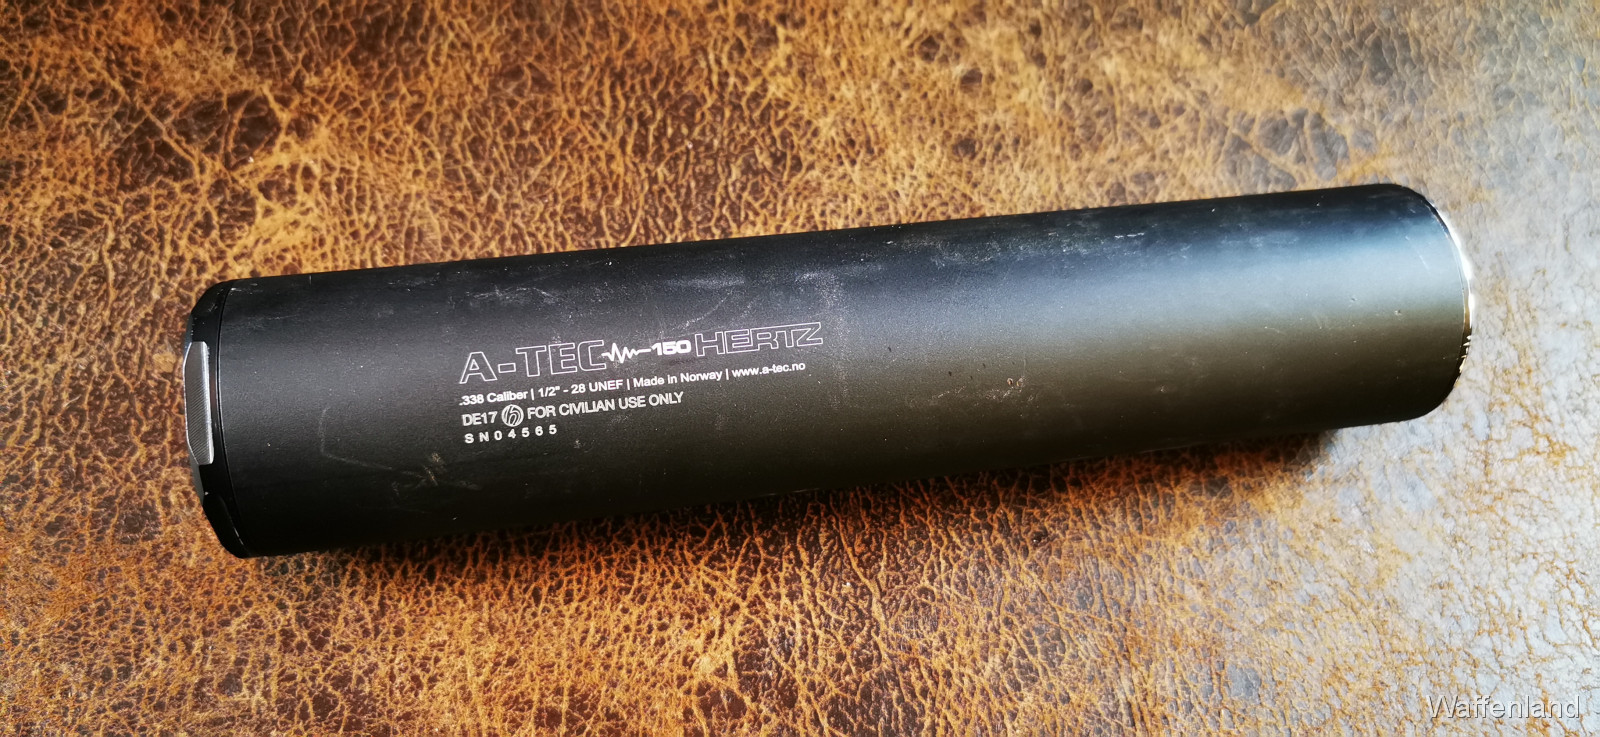 A-TEC 150 HERTZ
.338 Caliber | 1/2" - 28 UNEF | Made in Norway | www.a-tec.no
DE17 FOR CIVILIAN USE ONLY
SN04565
Waffenland